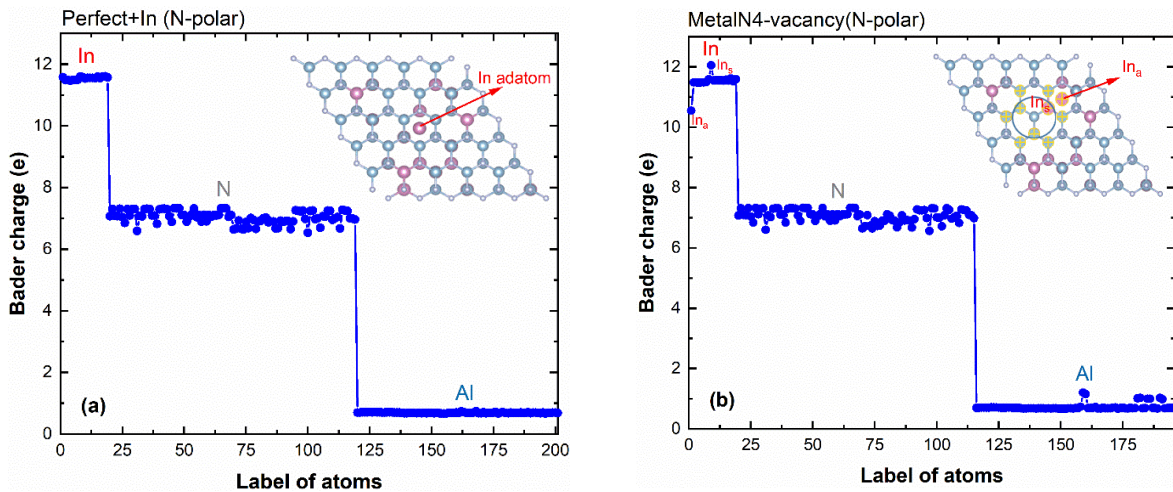 Perfect+In (N-polar)
In
In adatom
N
Al
(a)
Bader charge (e)
0
2
4
6
8
10
12
0
25
50
75
100
125
150
175
200
Label of atoms
MetalN4-vacancy(N-polar)
In
Ins
Ina
Ina
Ins
N
Al
(b)
Bader charge (e)
0
2
4
6
8
10
12
0
25
50
75
100
125
150
175
Label of atoms